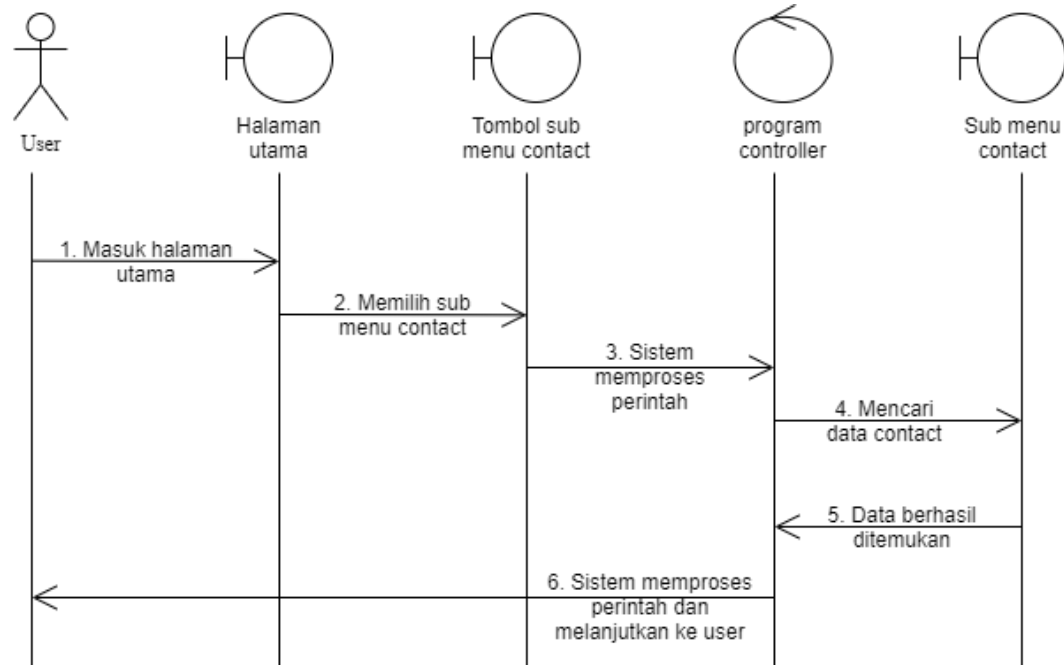 User
Halaman
utama
Tombol sub
menu contact
program
controller
Sub menu
contact
1. Masuk halaman
utama
2. Memilih sub
menu contact
3. Sistem
memproses
perintah
4. Mencari
data contact
5. Data berhasil
ditemukan
6. Sistem memproses
perintah dan
melanjutkan ke user